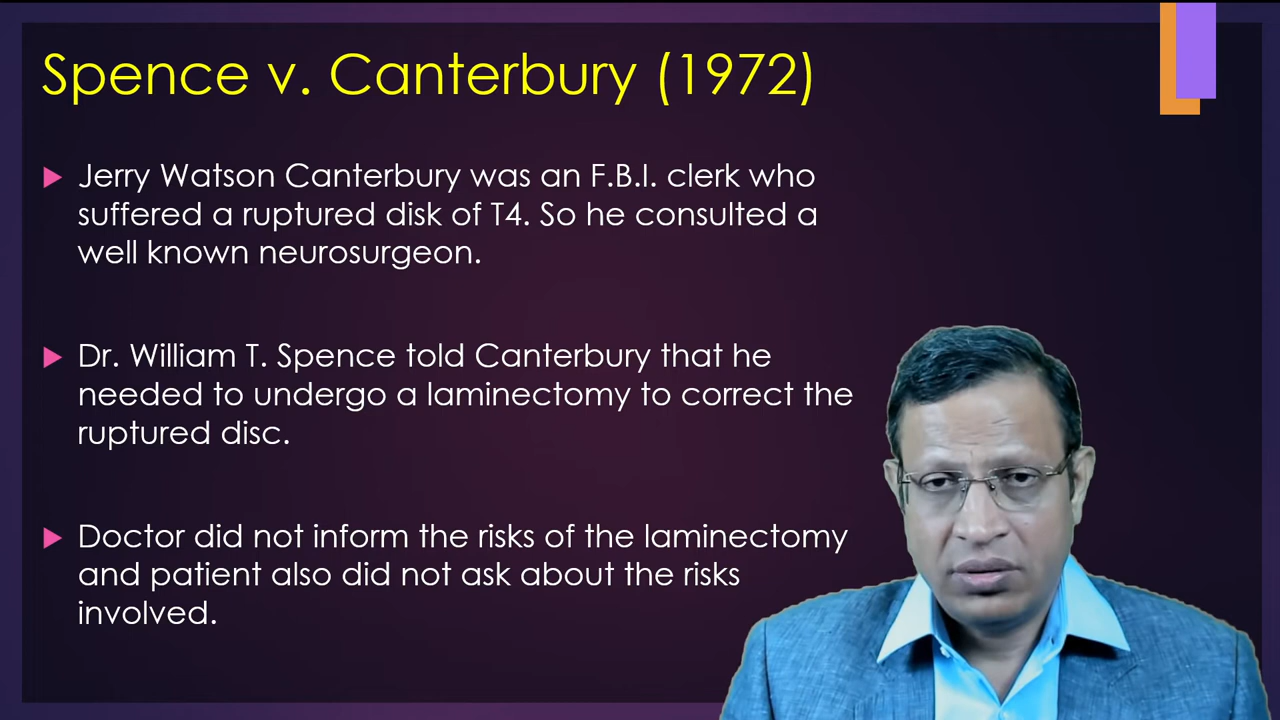 Spence v. Canterbury (1972)
Jerry Watson Canterbury was an F.B.I. clerk who
suffered a ruptured disk of T4. So he consulted a
well known neurosurgeon.
Dr. William T. Spence told Canterbury that he
needed to undergo a laminectomy to correct the
ruptured disc.
Doctor did not inform the risks of the laminectomy
and patient also did not ask about the risks
involved.